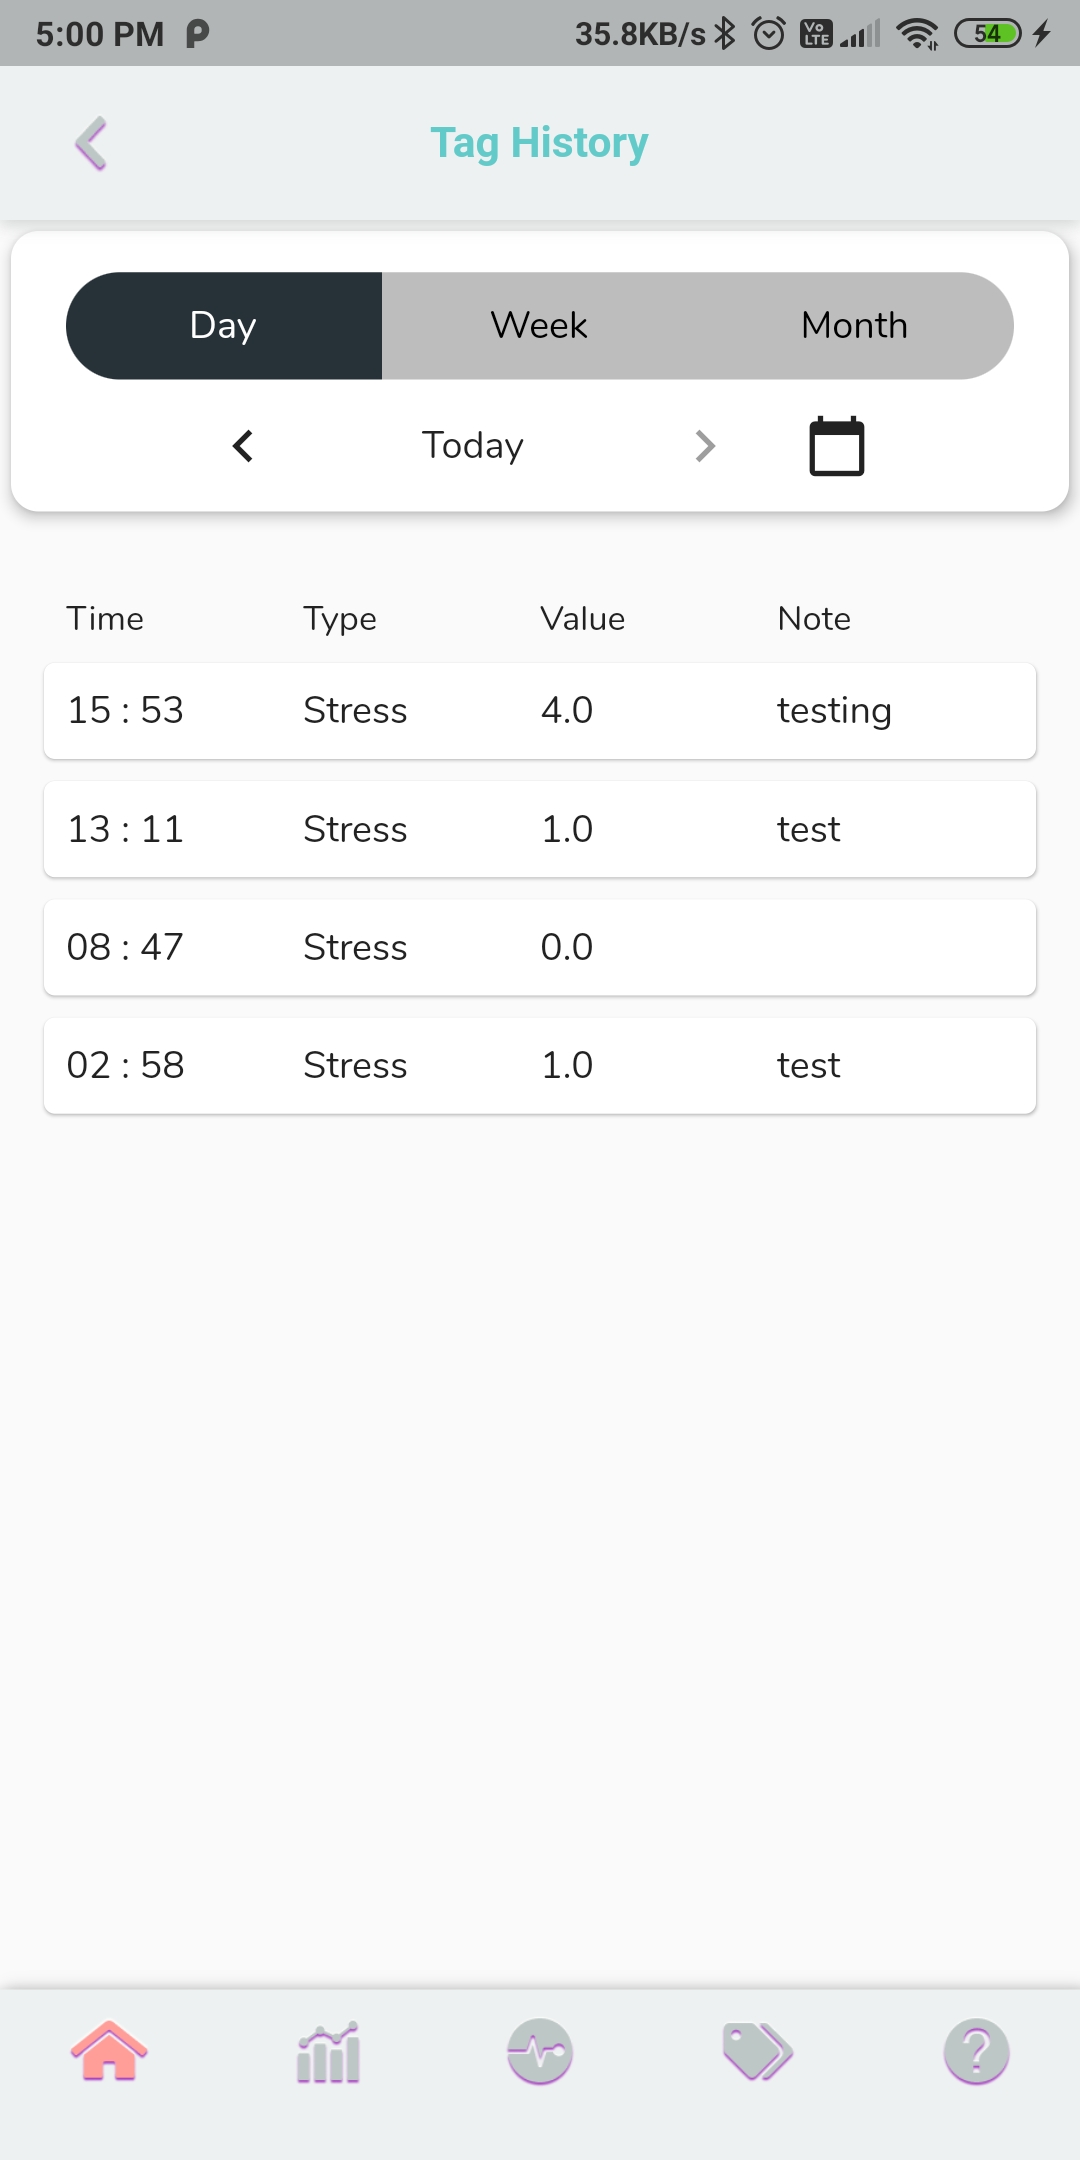 5:00 PM 35.8KB/s Vo LTE 54
Tag History
Day Week Month
Today
Time Type Value Note
15 : 53 Stress 4.0 testing
13 : 11 Stress 1.0 test
08 : 47 Stress 0.0
02 : 58 Stress 1.0 test